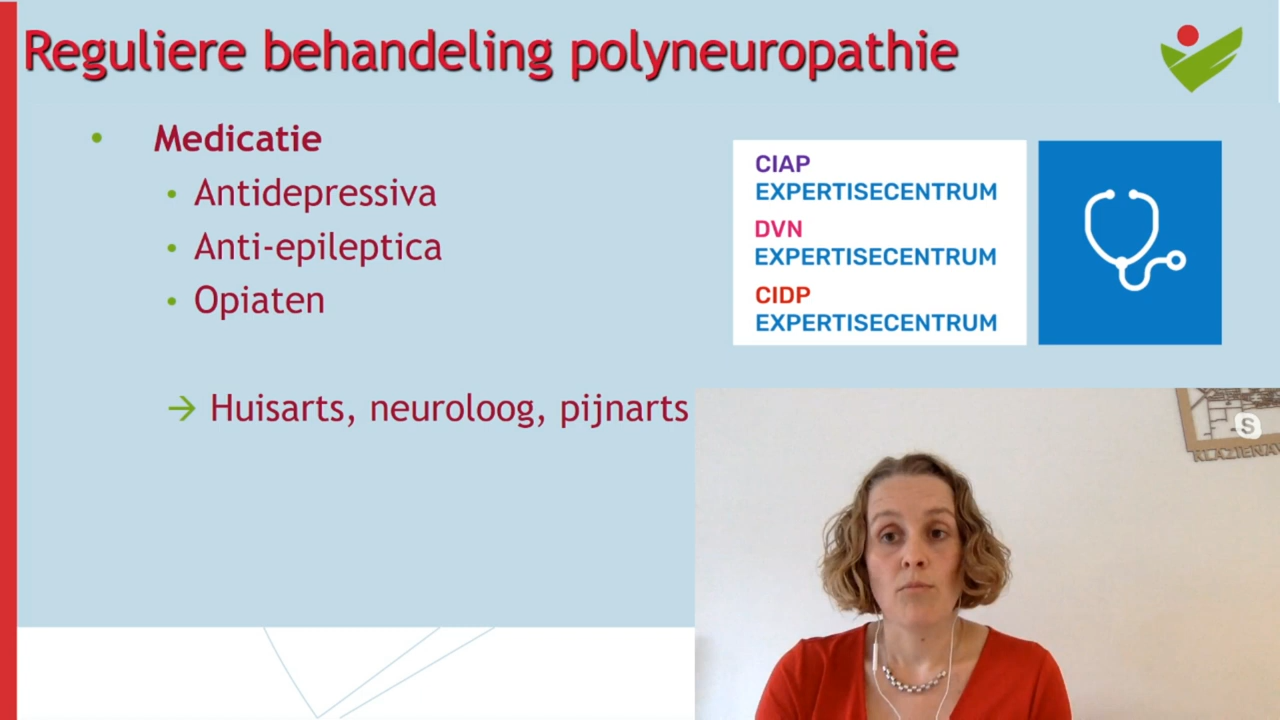 Reguliere behandeling polyneuropathie
• Medicatie
• Antidepressiva
• Anti-epileptica
• Opiaten
→ Huisarts, neuroloog, pijnarts
CIAP
EXPERTISECENTRUM
DVN
EXPERTISECENTRUM
CIDP
EXPERTISECENTRUM
S